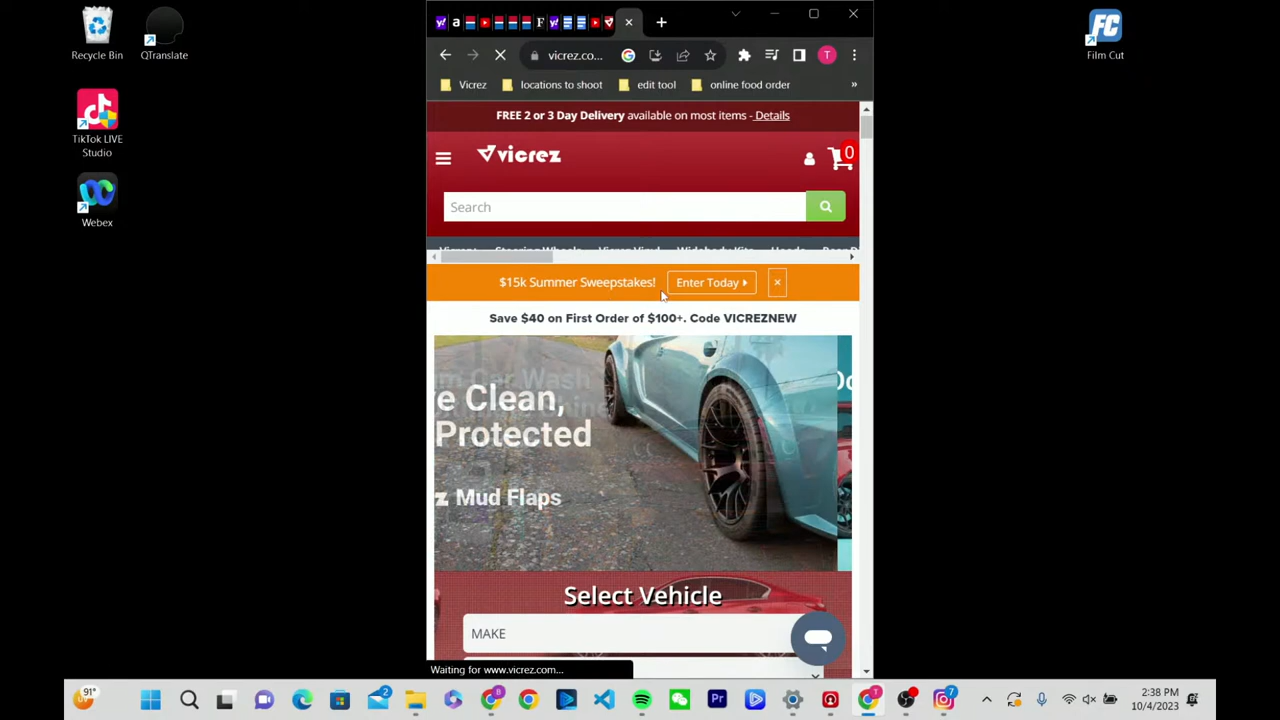 Recycle Bin
QTranslate
TikTok LIVE
Studio
Webex
Film Cut
vicrez.co...
T
Vicrez
locations to shoot
edit tool
online food order
»
FREE 2 or 3 Day Delivery available on most items - Details
vicrez
0
Search
$15k Summer Sweepstakes!
Enter Today
×
Save $40 on First Order of $100+. Code VICREZNEW
e Clean,
Protected
z Mud Flaps
Select Vehicle
MAKE
Waiting for www.vicrez.com...
91°
2:38 PM
10/4/2023